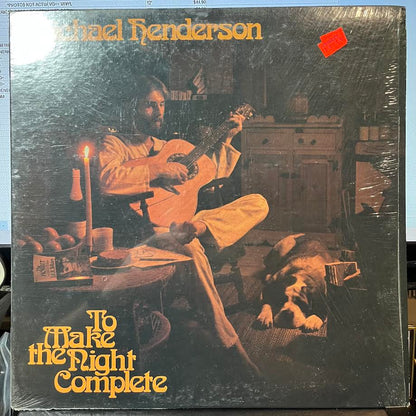 chael Henderson
To
Make
the Night
Complete